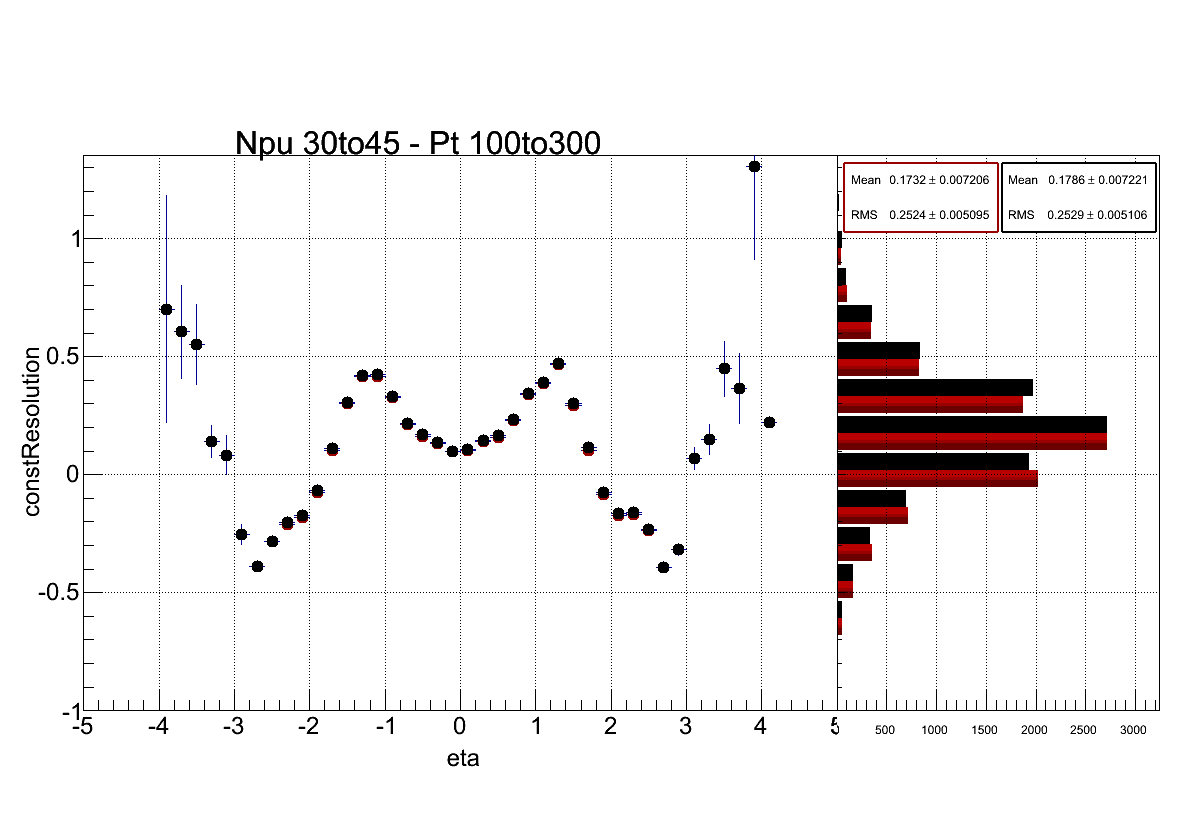 Npu 30to45 - Pt 100to300
Mean 0.1732 ± 0.007206
RMS 0.2524 ± 0.005095
Mean 0.1786 ± 0.007221
RMS 0.2529 ± 0.005106
constResolution
1
0.5
0
-0.5
-1
-5 -4 -3 -2 -1 0 1 2 3 4
500 1000 1500 2000 2500 3000
eta